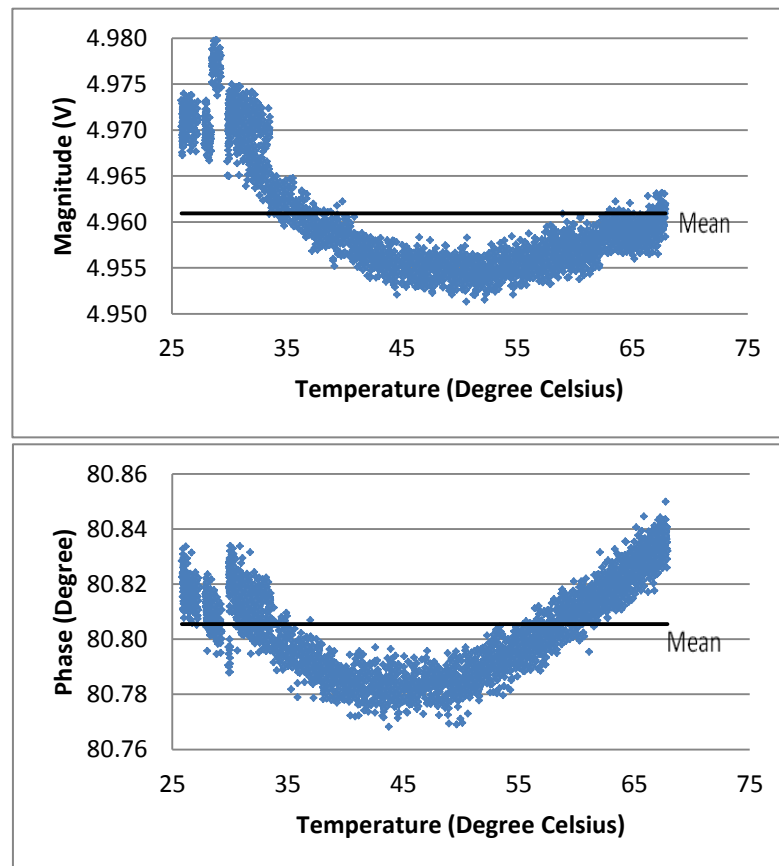 4.980
4.975
4.970
4.965
4.960
4.955
4.950
Magnitude (V)
Mean
25 35 45 55 65 75
Temperature (Degree Celsius)
80.86
80.84
80.82
80.80
80.78
80.76
Phase (Degree)
Mean
25 35 45 55 65 75
Temperature (Degree Celsius)